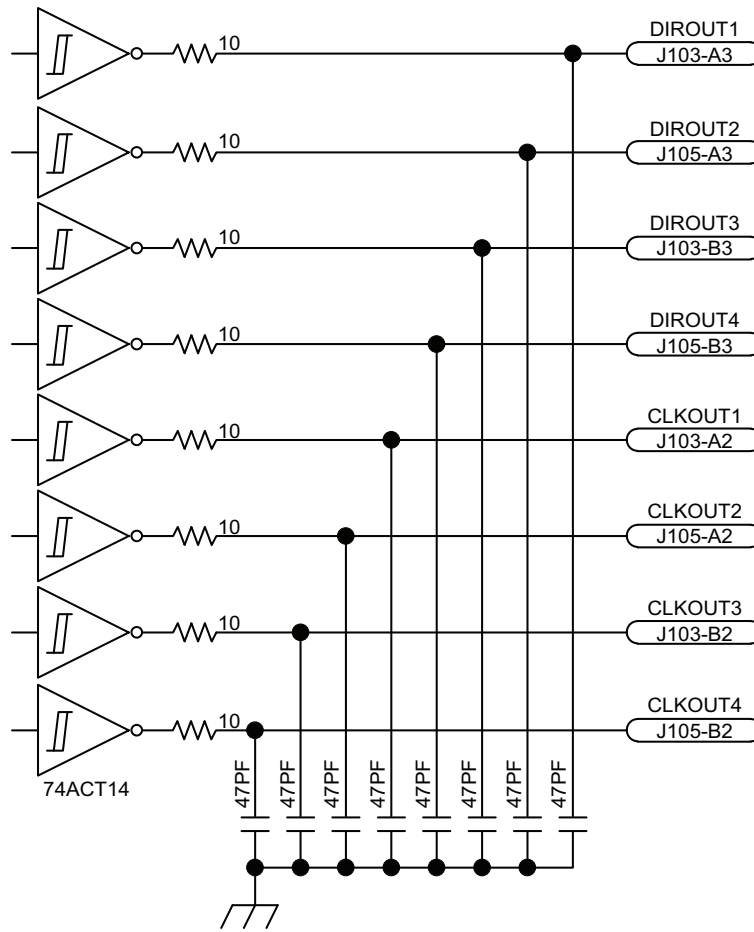 10
DIROUT1
J103-A3
10
DIROUT2
J105-A3
10
DIROUT3
J103-B3
10
DIROUT4
J105-B3
10
CLKOUT1
J103-A2
10
CLKOUT2
J105-A2
10
CLKOUT3
J103-B2
10
CLKOUT4
J105-B2
74ACT14
47PF
47PF
47PF
47PF
47PF
47PF
47PF
47PF